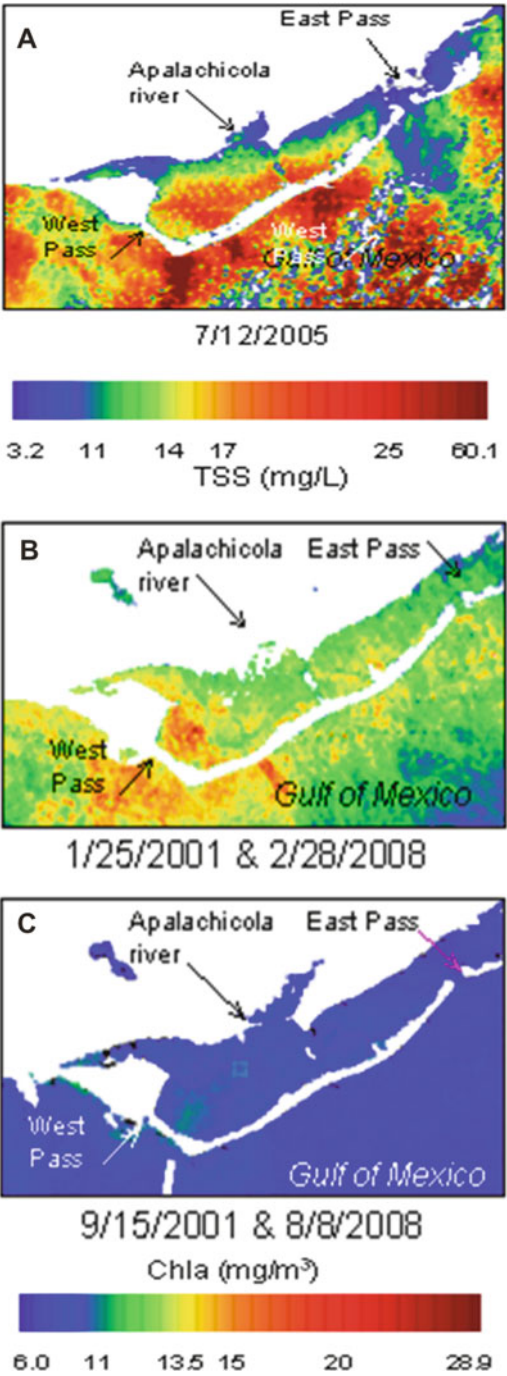 A
East Pass
Apalachicola
river
West
Pass
West
Pass
Gulf of Mexico
7/12/2005
3.2 11 14 17 25 60.1
TSS (mg/L)
B
Apalachicola
river
East Pass
West
Pass
Gulf of Mexico
1/25/2001 & 2/28/2008
C
Apalachicola
river
East Pass
West
Pass
Gulf of Mexico
9/15/2001 & 8/8/2008
Chla (mg/m³)
6.0 11 13.5 15 20 28.9